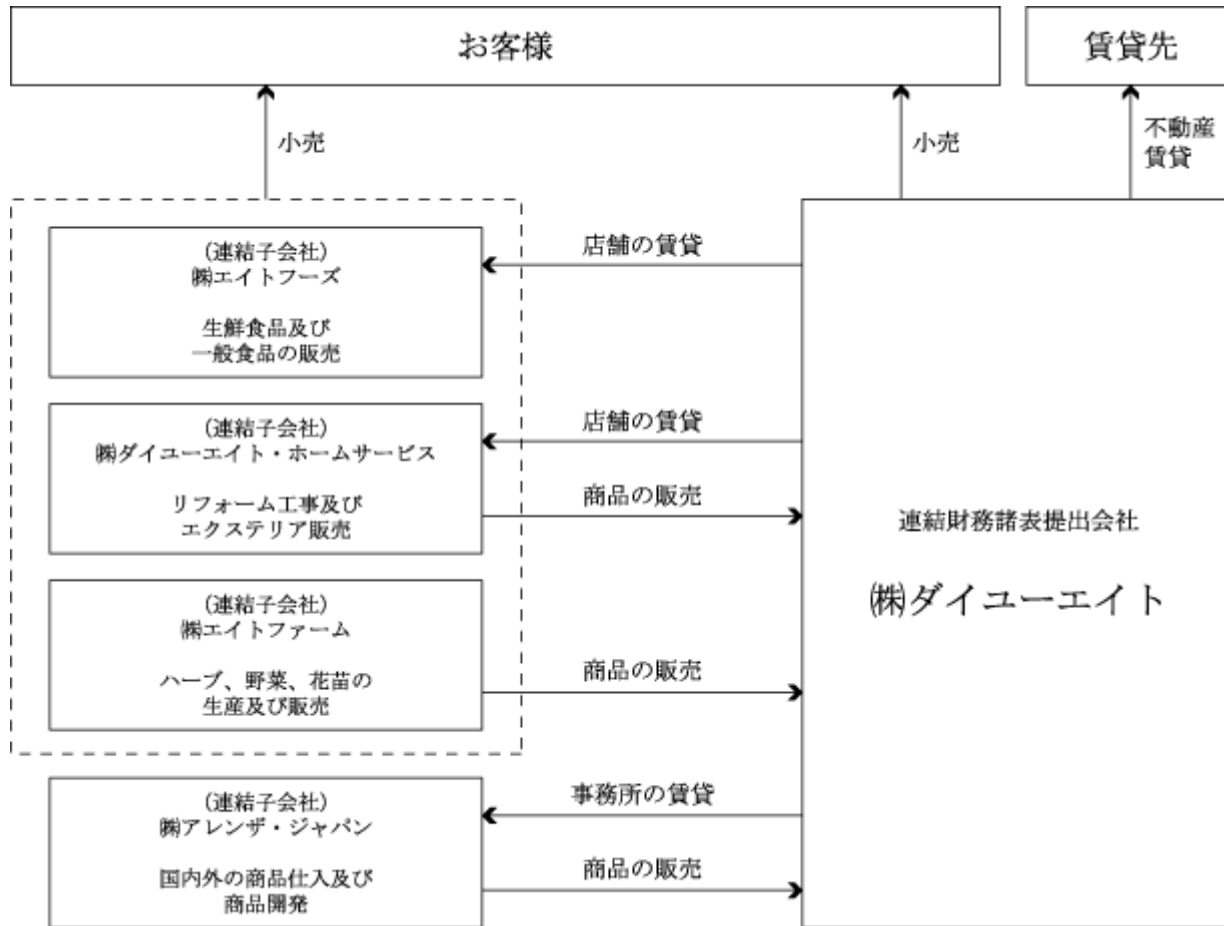 お客様
賃貸先
小売
小売
不動産
賃貸
(連結子会社)
㈱エイトフーズ
生鮮食品及び
一般食品の販売
店舗の賃貸
(連結子会社)
㈱ダイユーエイト・ホームサービス
リフォーム工事及び
エクステリア販売
店舗の賃貸
商品の販売
(連結子会社)
㈱エイトファーム
ハーブ、野菜、花苗の
生産及び販売
商品の販売
(連結子会社)
㈱アレンザ・ジャパン
国内外の商品仕入及び
商品開発
事務所の賃貸
商品の販売
連結財務諸表提出会社
㈱ダイユーエイト